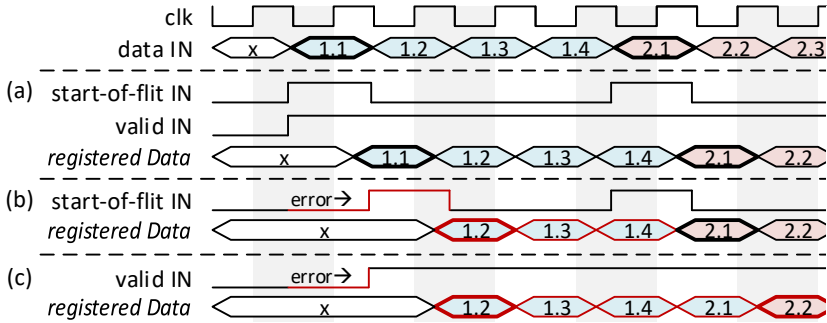 clk
data IN x 1.1 1.2 1.3 1.4 2.1 2.2 2.3
(a) start-of-flit IN
valid IN
registered Data x 1.1 1.2 1.3 1.4 2.1 2.2
(b) start-of-flit IN error→
registered Data x 1.2 1.3 1.4 2.1 2.2
(c) valid IN error→
registered Data x 1.2 1.3 1.4 2.1 2.2